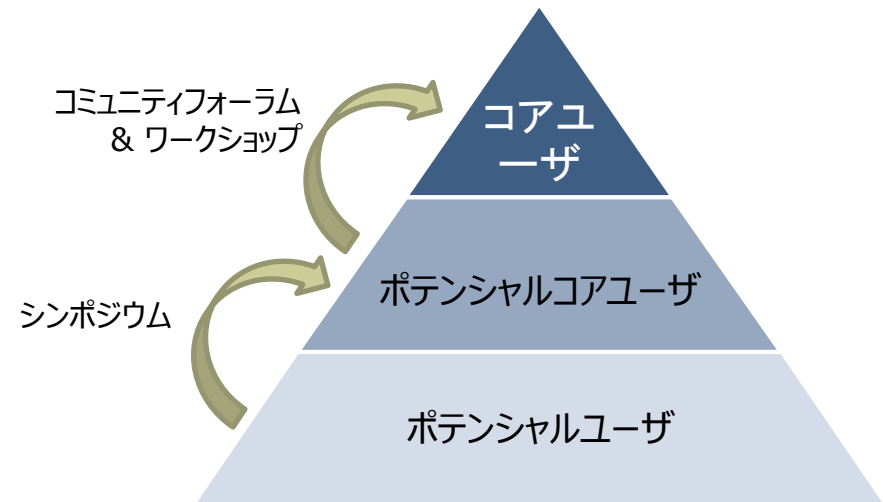 コミュニティフォーラム
& ワークショップ
コアユ
ーザ
シンポジウム
ポテンシャルコアユーザ
ポテンシャルユーザ